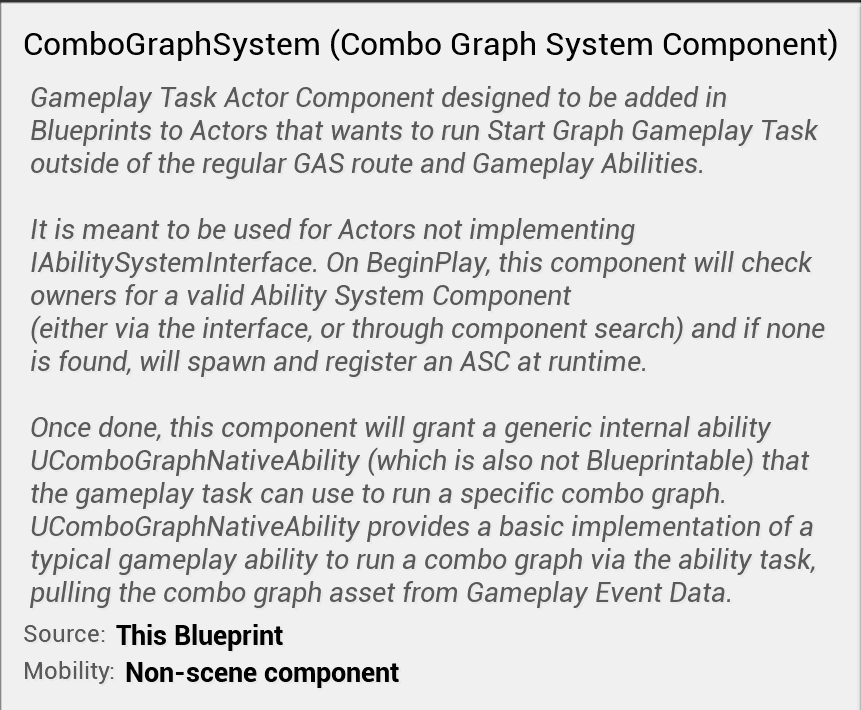 ComboGraphSystem (Combo Graph System Component)
Gameplay Task Actor Component designed to be added in
Blueprints to Actors that wants to run Start Graph Gameplay Task
outside of the regular GAS route and Gameplay Abilities.
It is meant to be used for Actors not implementing
IAbilitySystemInterface. On BeginPlay, this component will check
owners for a valid Ability System Component
(either via the interface, or through component search) and if none
is found, will spawn and register an ASC at runtime.
Once done, this component will grant a generic internal ability
UComboGraphNativeAbility (which is also not Blueprintable) that
the gameplay task can use to run a specific combo graph.
UComboGraphNativeAbility provides a basic implementation of a
typical gameplay ability to run a combo graph via the ability task,
pulling the combo graph asset from Gameplay Event Data.
Source: This Blueprint
Mobility: Non-scene component